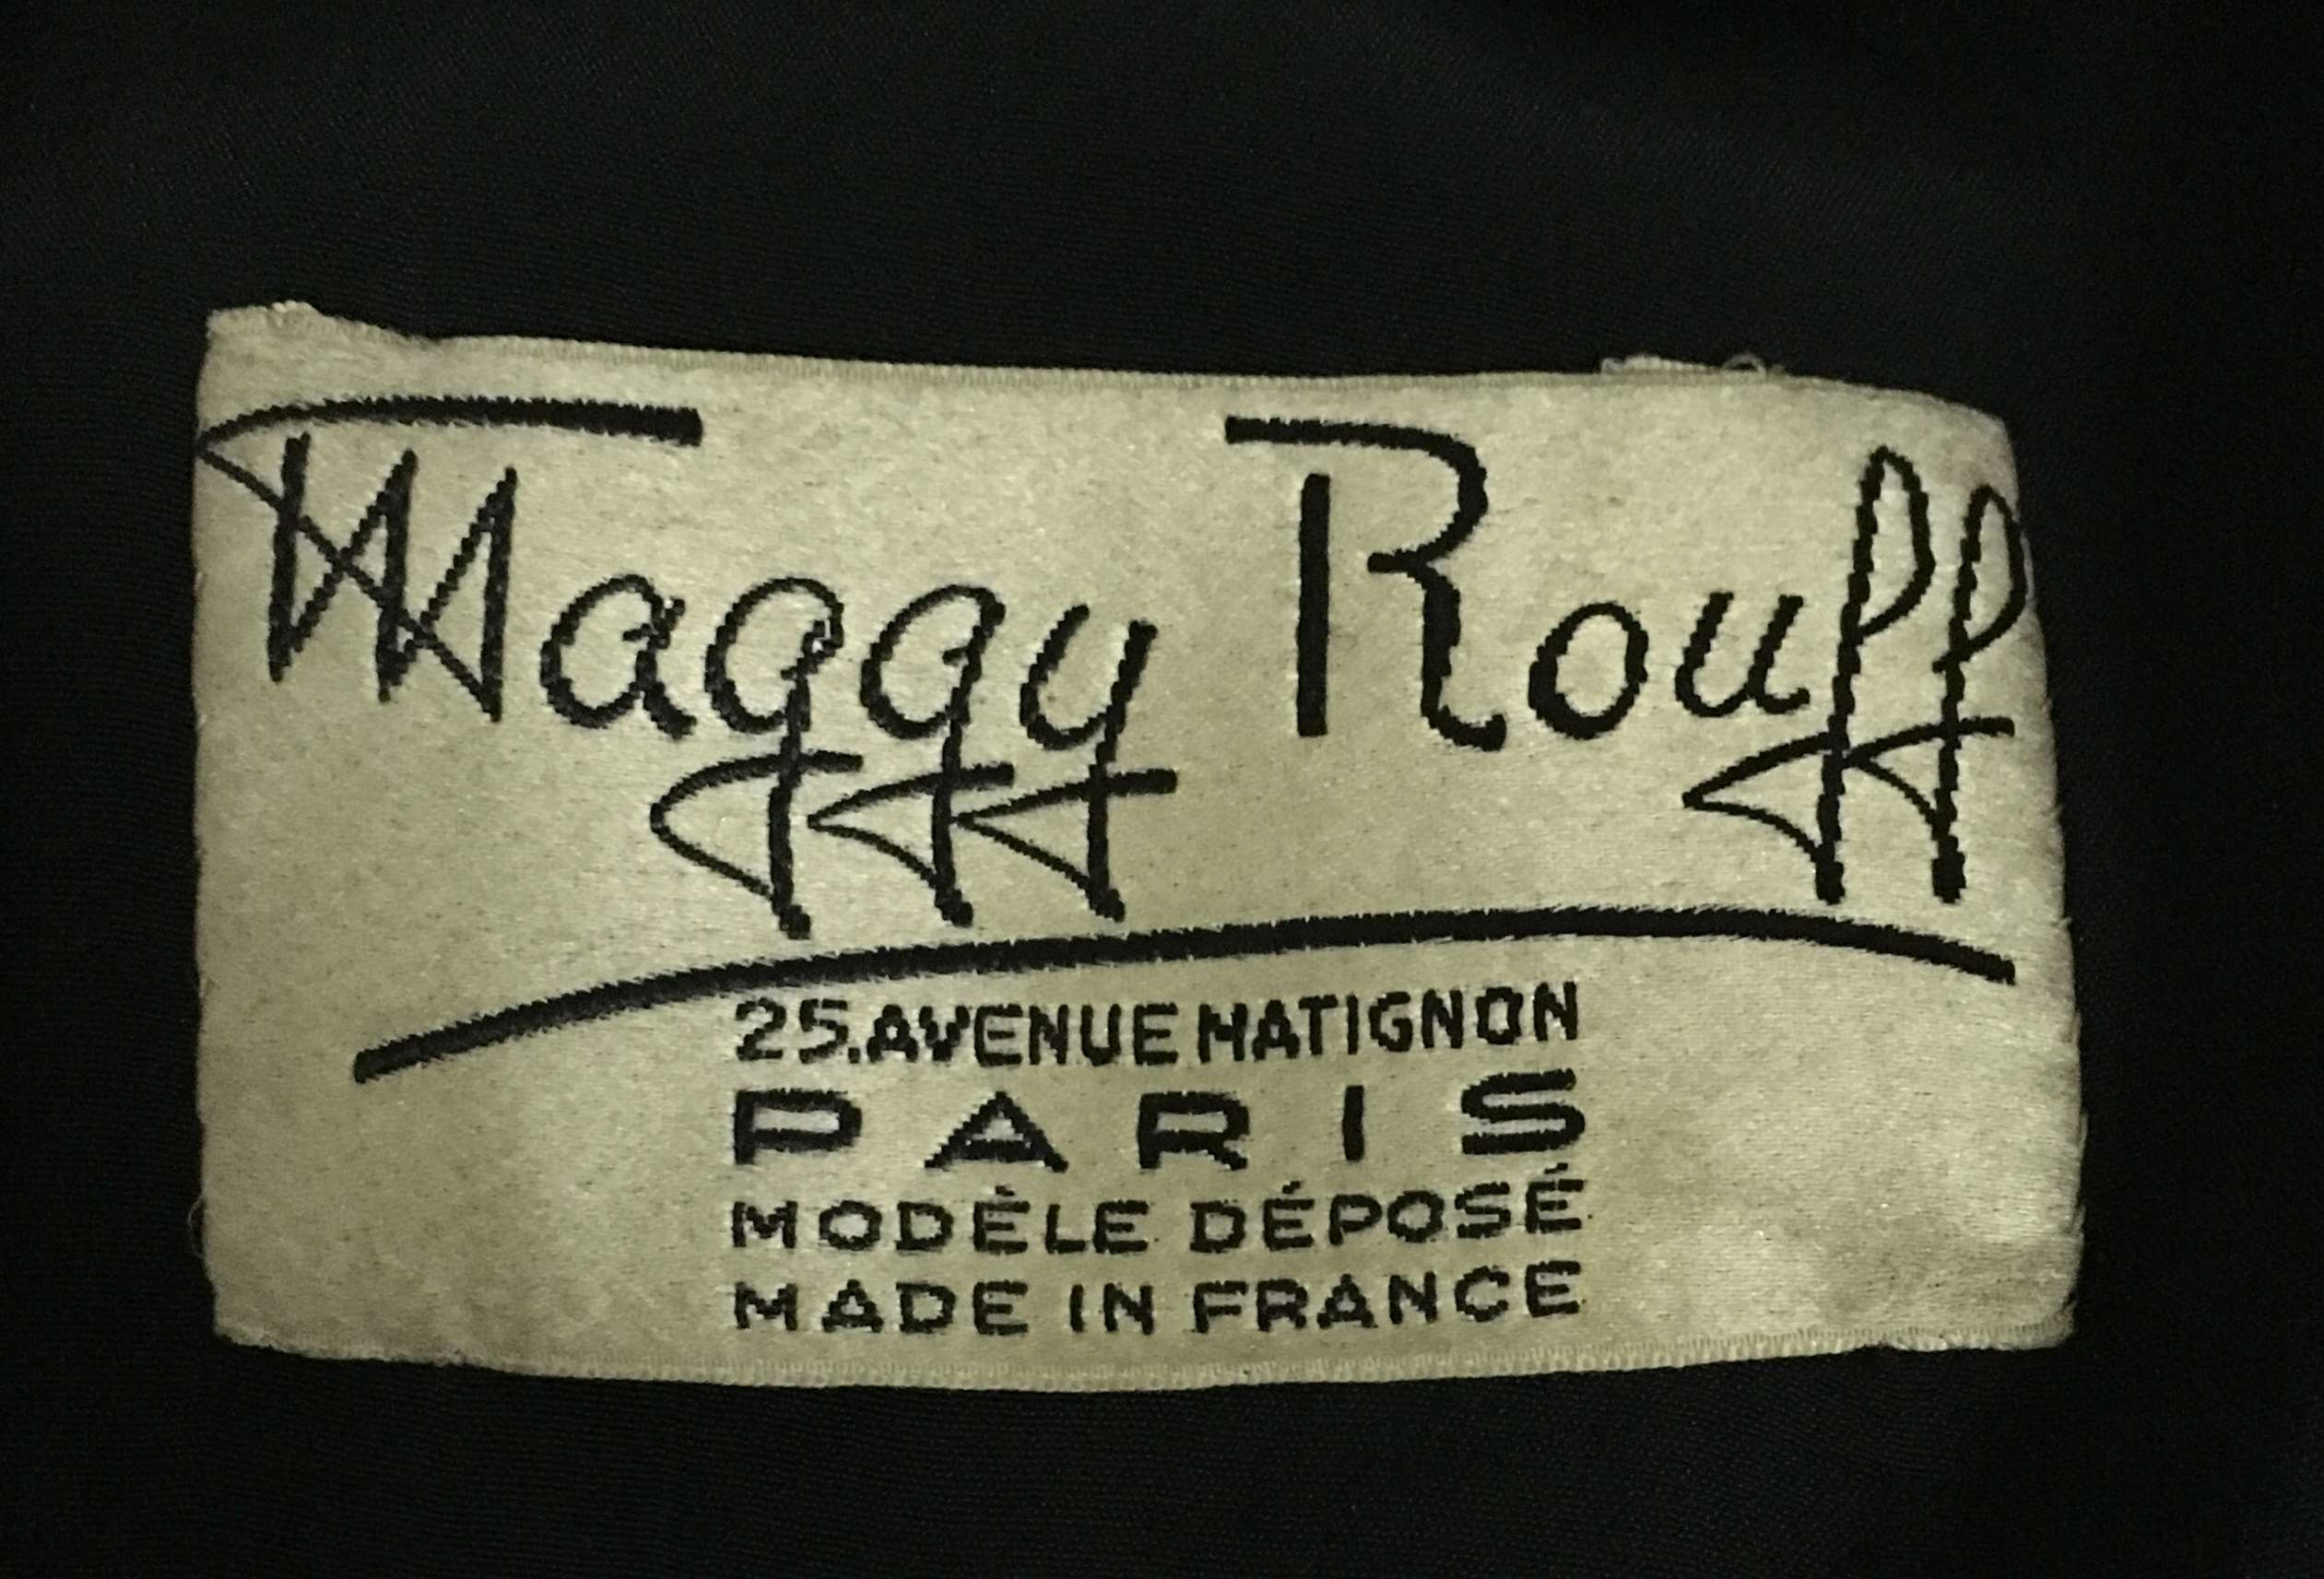 Maggy Rouff
25.AVENUE MATIGNON
PARIS
MODÈLE DÉPOSÉ
MADE IN FRANCE